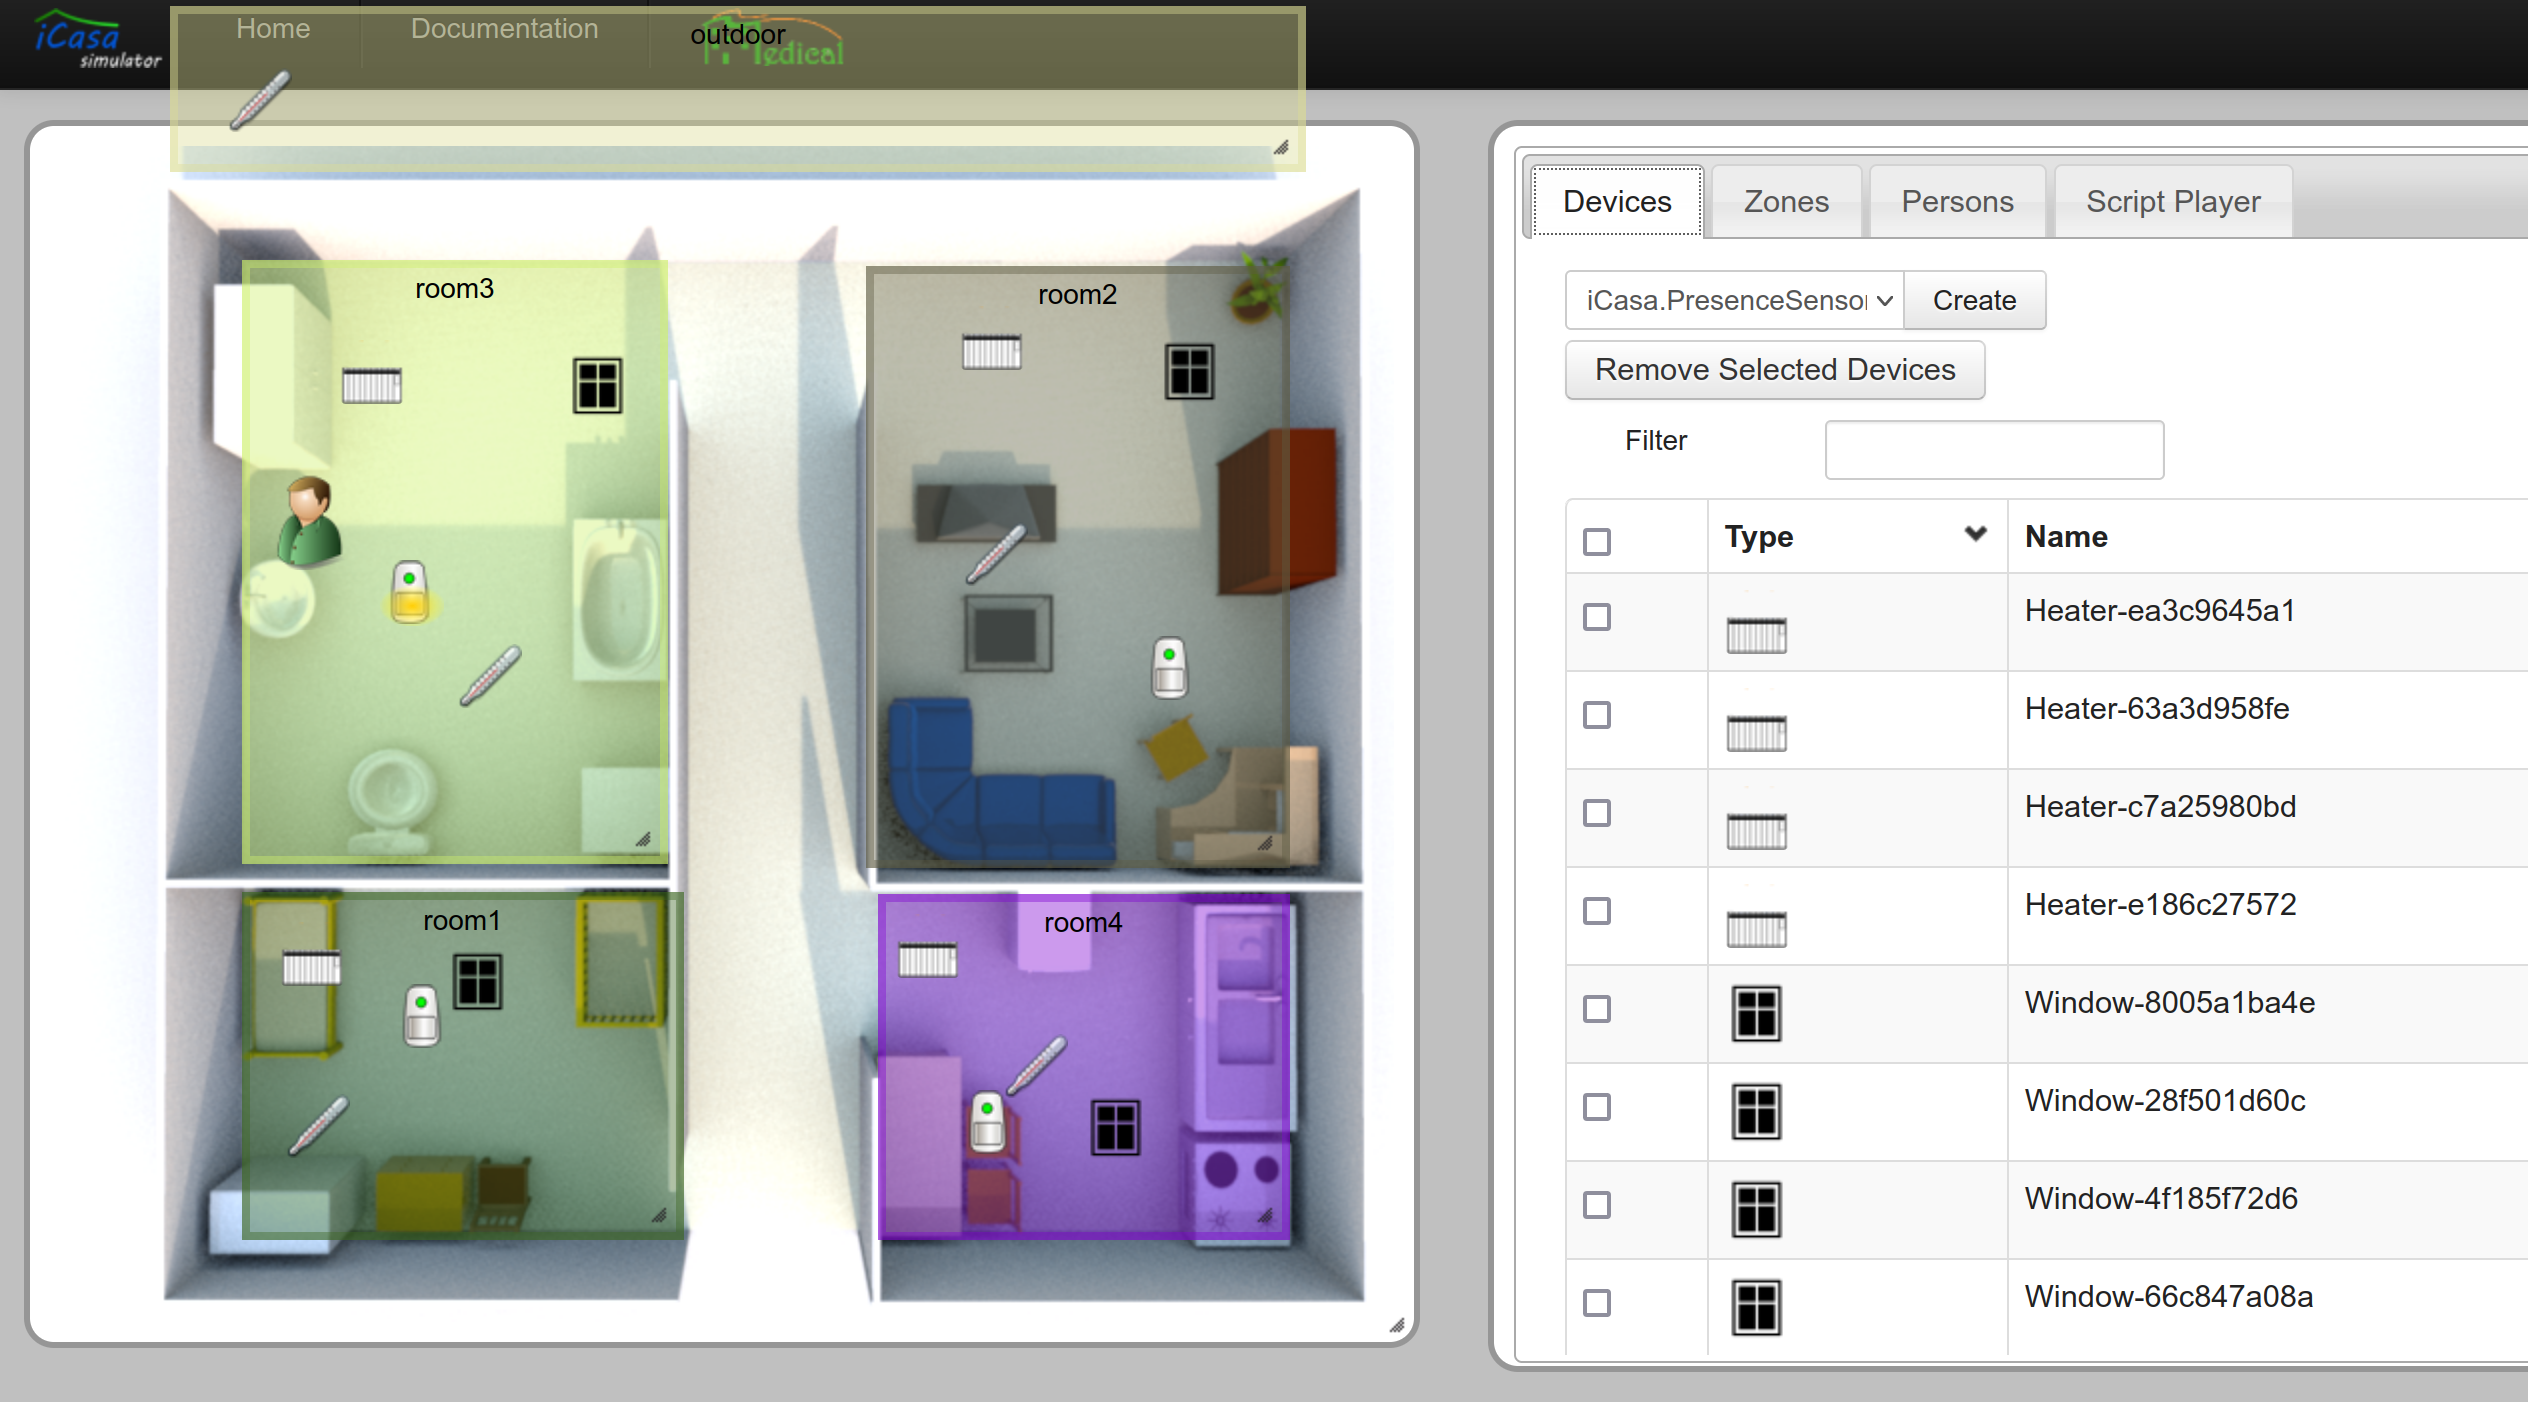 iCasa
simulator
Home
Documentation
outdoor
edical
room3
room2
room1
room4
Devices
Zones
Persons
Script Player
iCasa.PresenceSensor
Create
Remove Selected Devices
Filter
Type
Name
Heater-ea3c9645a1
Heater-63a3d958fe
Heater-c7a25980bd
Heater-e186c27572
Window-8005a1ba4e
Window-28f501d60c
Window-4f185f72d6
Window-66c847a08a